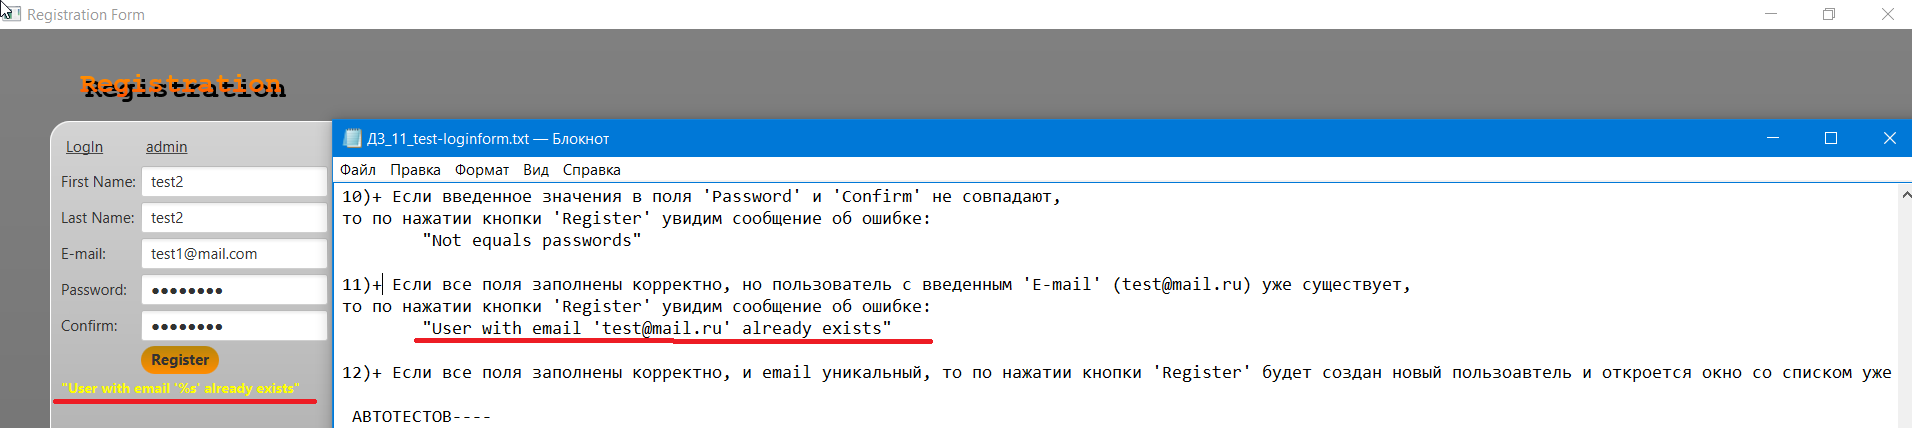 Registration Form
Registration
LogIn admin
First Name: test2
Last Name: test2
E-mail: test1@mail.com
Password: ●●●●●●●●
Confirm: ●●●●●●●●
Register
"User with email '%s' already exists"
ДЗ_11_test-loginform.txt — Блокнот
Файл Правка Формат Вид Справка
10)+ Если введенное значения в поля 'Password' и 'Confirm' не совпадают,
то по нажатии кнопки 'Register' увидим сообщение об ошибке:
"Not equals passwords"
11)+ Если все поля заполнены корректно, но пользователь с введенным 'E-mail' (test@mail.ru) уже существует,
то по нажатии кнопки 'Register' увидим сообщение об ошибке:
"User with email 'test@mail.ru' already exists"
12)+ Если все поля заполнены корректно, и email уникальный, то по нажатии кнопки 'Register' будет создан новый пользоавтель и откроется окно со списком уже
АВТОТЕСТОВ----